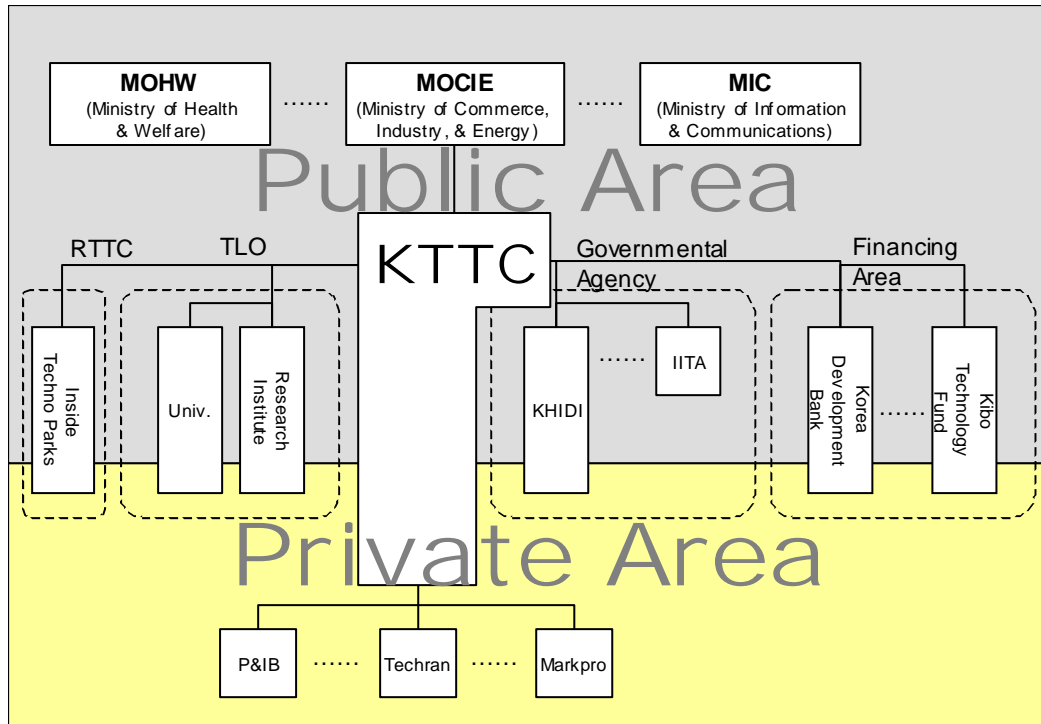 MOHW
(Ministry of Health
& Welfare)
......
MOCIE
(Ministry of Commerce,
Industry, & Energy)
......
MIC
(Ministry of Information
& Communications)
Public Area
RTTC
TLO
KTTC
Governmental
Agency
Financing
Area
Inside
Techno Parks
Univ.
Research
Institute
KHIDI
......
IITA
Korea
Development
Bank
......
Kibo
Technology
Fund
Private Area
P&IB
......
Techran
......
Markpro